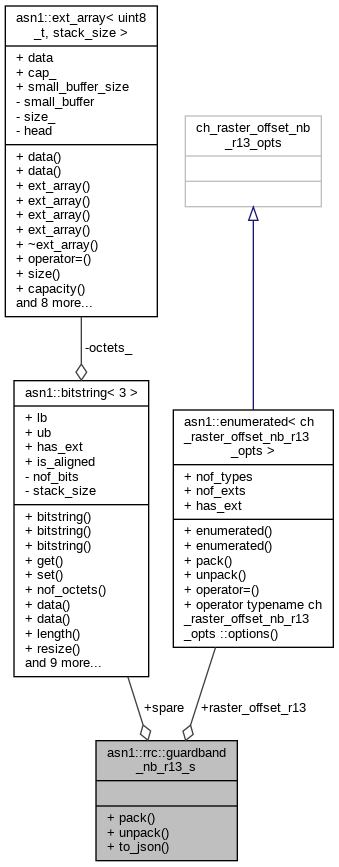 asn1::ext_array< uint8
_t, stack_size >
+ data
+ cap_
+ small_buffer_size
- small_buffer
- size_
- head
+ data()
+ data()
+ ext_array()
+ ext_array()
+ ext_array()
+ ext_array()
+ ~ext_array()
+ operator=()
+ size()
+ capacity()
and 8 more...
ch_raster_offset_nb
_r13_opts
-octets_
asn1::bitstring< 3 >
+ lb
+ ub
+ has_ext
+ is_aligned
- nof_bits
- stack_size
+ bitstring()
+ bitstring()
+ bitstring()
+ get()
+ set()
+ nof_octets()
+ data()
+ data()
+ length()
+ resize()
and 9 more...
asn1::enumerated< ch
_raster_offset_nb_r13
_opts >
+ nof_types
+ nof_exts
+ has_ext
+ enumerated()
+ enumerated()
+ pack()
+ unpack()
+ operator=()
+ operator typename ch
_raster_offset_nb_r13
_opts ::options()
+spare
+raster_offset_r13
asn1::rrc::guardband
_nb_r13_s
+ pack()
+ unpack()
+ to_json()